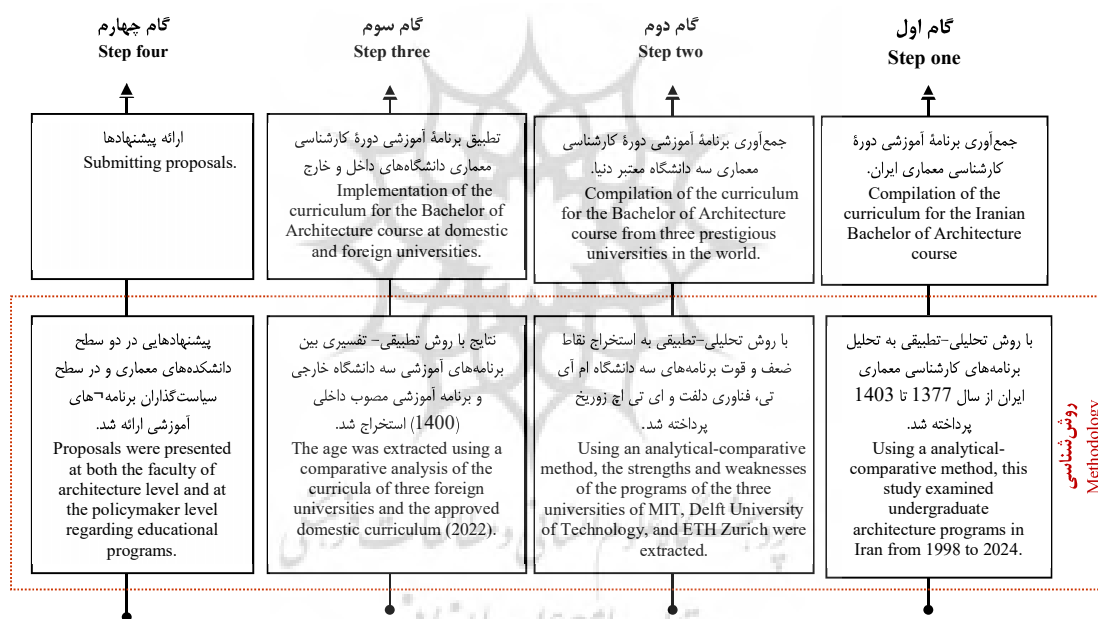 گام اول
Step one
گام دوم
Step two
گام سوم
Step three
گام چهارم
Step four
جمع‌آوری برنامهٔ آموزشی دورهٔ
کارشناسی معماری ایران.
Compilation of the
curriculum for the Iranian
Bachelor of Architecture
course
جمع‌آوری برنامهٔ آموزشی دورهٔ کارشناسی
معماری سه دانشگاه معتبر دنیا.
Compilation of the curriculum
for the Bachelor of Architecture
course from three prestigious
universities in the world.
تطبیق برنامهٔ آموزشی دورهٔ کارشناسی
معماری دانشگاه‌های داخل و خارج
Implementation of the
curriculum for the Bachelor of
Architecture course at domestic
and foreign universities.
ارائه پیشنهادها
Submitting proposals.
با روش تحلیلی-تطبیقی به تحلیل
برنامه‌های کارشناسی معماری
ایران از سال 1377 تا 1403
پرداخته شد.
Using a analytical-
comparative method, this
study examined
undergraduate
architecture programs in
Iran from 1998 to 2024.
با روش تحلیلی-تطبیقی به استخراج نقاط
ضعف و قوت برنامه‌های سه دانشگاه ام آی
تی، فناوری دلفت و ای تی اچ زوریخ
پرداخته شد.
Using an analytical-comparative
method, the strengths and weaknesses
of the programs of the three
universities of MIT, Delft University
of Technology, and ETH Zurich were
extracted.
نتایج با روش تطبیقی- تفسیری بین
برنامه‌های آموزشی سه دانشگاه خارجی
و برنامه آموزشی مصوب داخلی
(1400) استخراج شد.
The age was extracted using a
comparative analysis of the
curricula of three foreign
universities and the approved
domestic curriculum (2022).
پیشنهادهایی در دو سطح
دانشکده‌های معماری و در سطح
سیاست‌گذاران برنامه¬های
آموزشی ارائه شد.
Proposals were presented
at both the faculty of
architecture level and at
the policymaker level
regarding educational
programs.
روش‌شناسی
Methodology
پژوهشگاه علوم انسانی و مطالعات فرهنگی